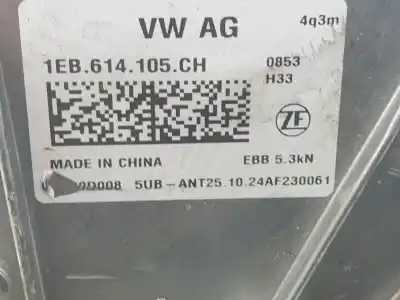 VW AG 4q3m
1EB.614.105.CH 0853
H33
ZF
MADE IN CHINA EBB 5.3kN
5UB-ANT25.10.24AF230061